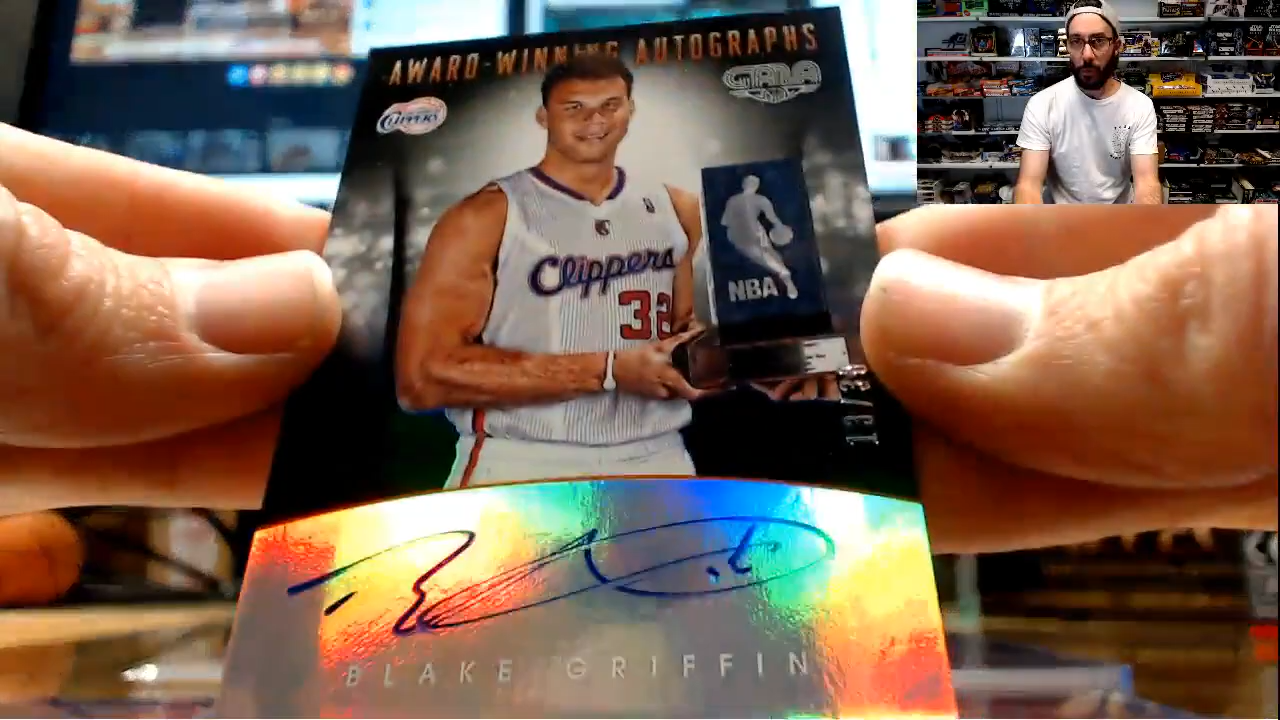 AWARD-WINNING AUTOGRAPHS
GALA
CLIPPERS
NBA
Clippers
32
BLAKE GRIFFIN